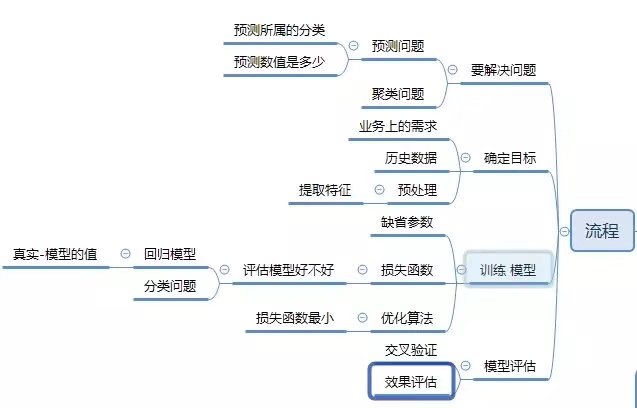 预测所属的分类
预测问题
预测数值是多少
要解决问题
聚类问题
业务上的需求
历史数据
确定目标
提取特征
预处理
缺省参数
流程
真实-模型的值
回归模型
评估模型好不好
损失函数
训练 模型
分类问题
损失函数最小
优化算法
交叉验证
模型评估
效果评估